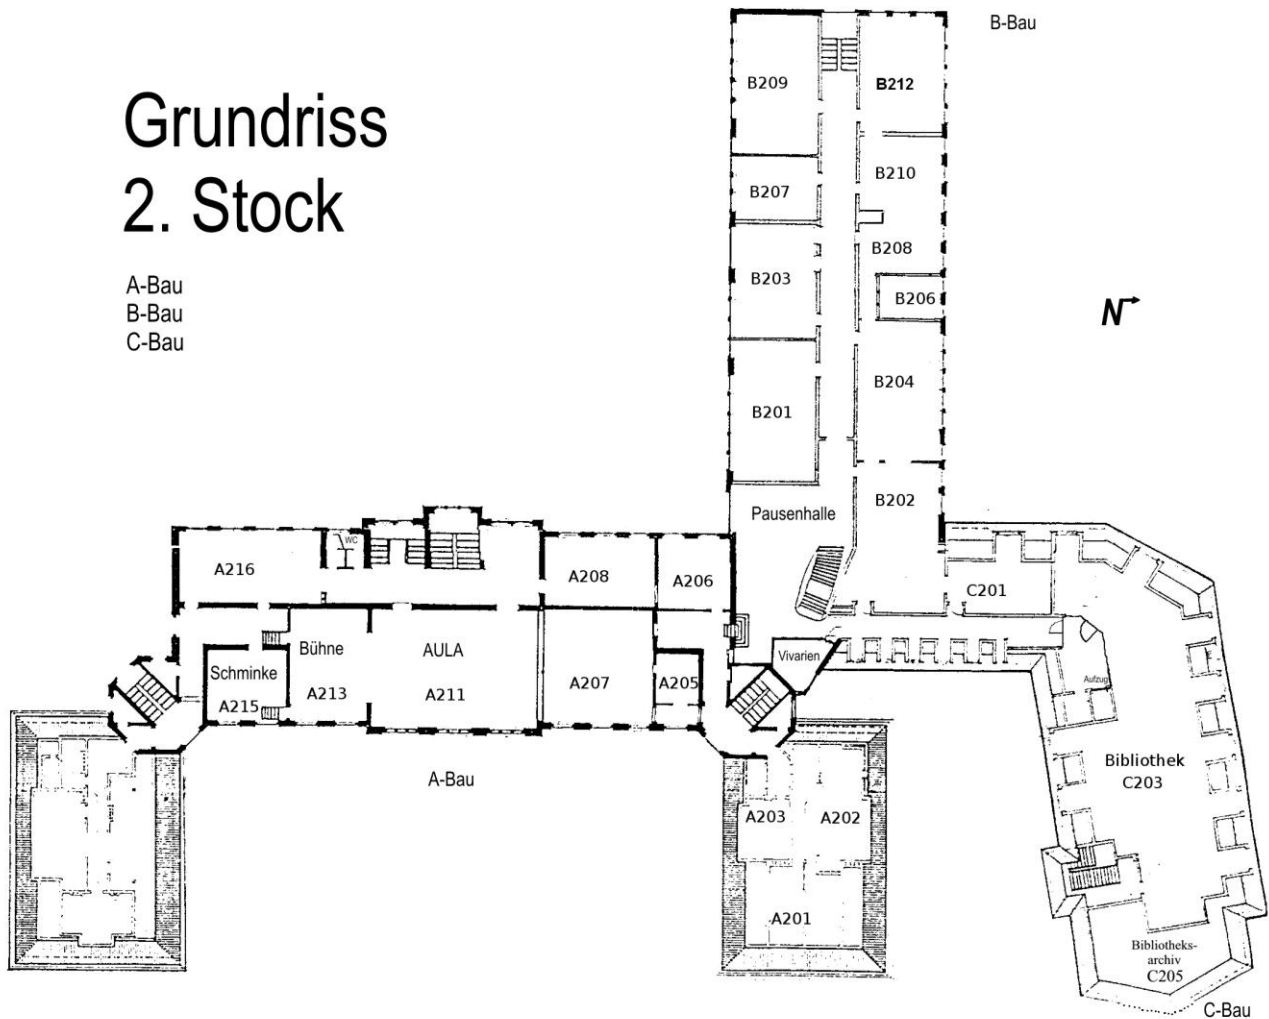 Grundriss
2. Stock
A-Bau
B-Bau
C-Bau
B-Bau
B209
B212
B210
B207
B208
B203
B206
N
B204
B201
B202
Pausenhalle
WC
A216
A208
A206
C201
Bühne
AULA
Vivarien
Schminke
A215
A213
A211
A207
A205
Aufzug
A-Bau
Bibliothek
C203
A203
A202
A201
Bibliotheks-
archiv
C205
C-Bau